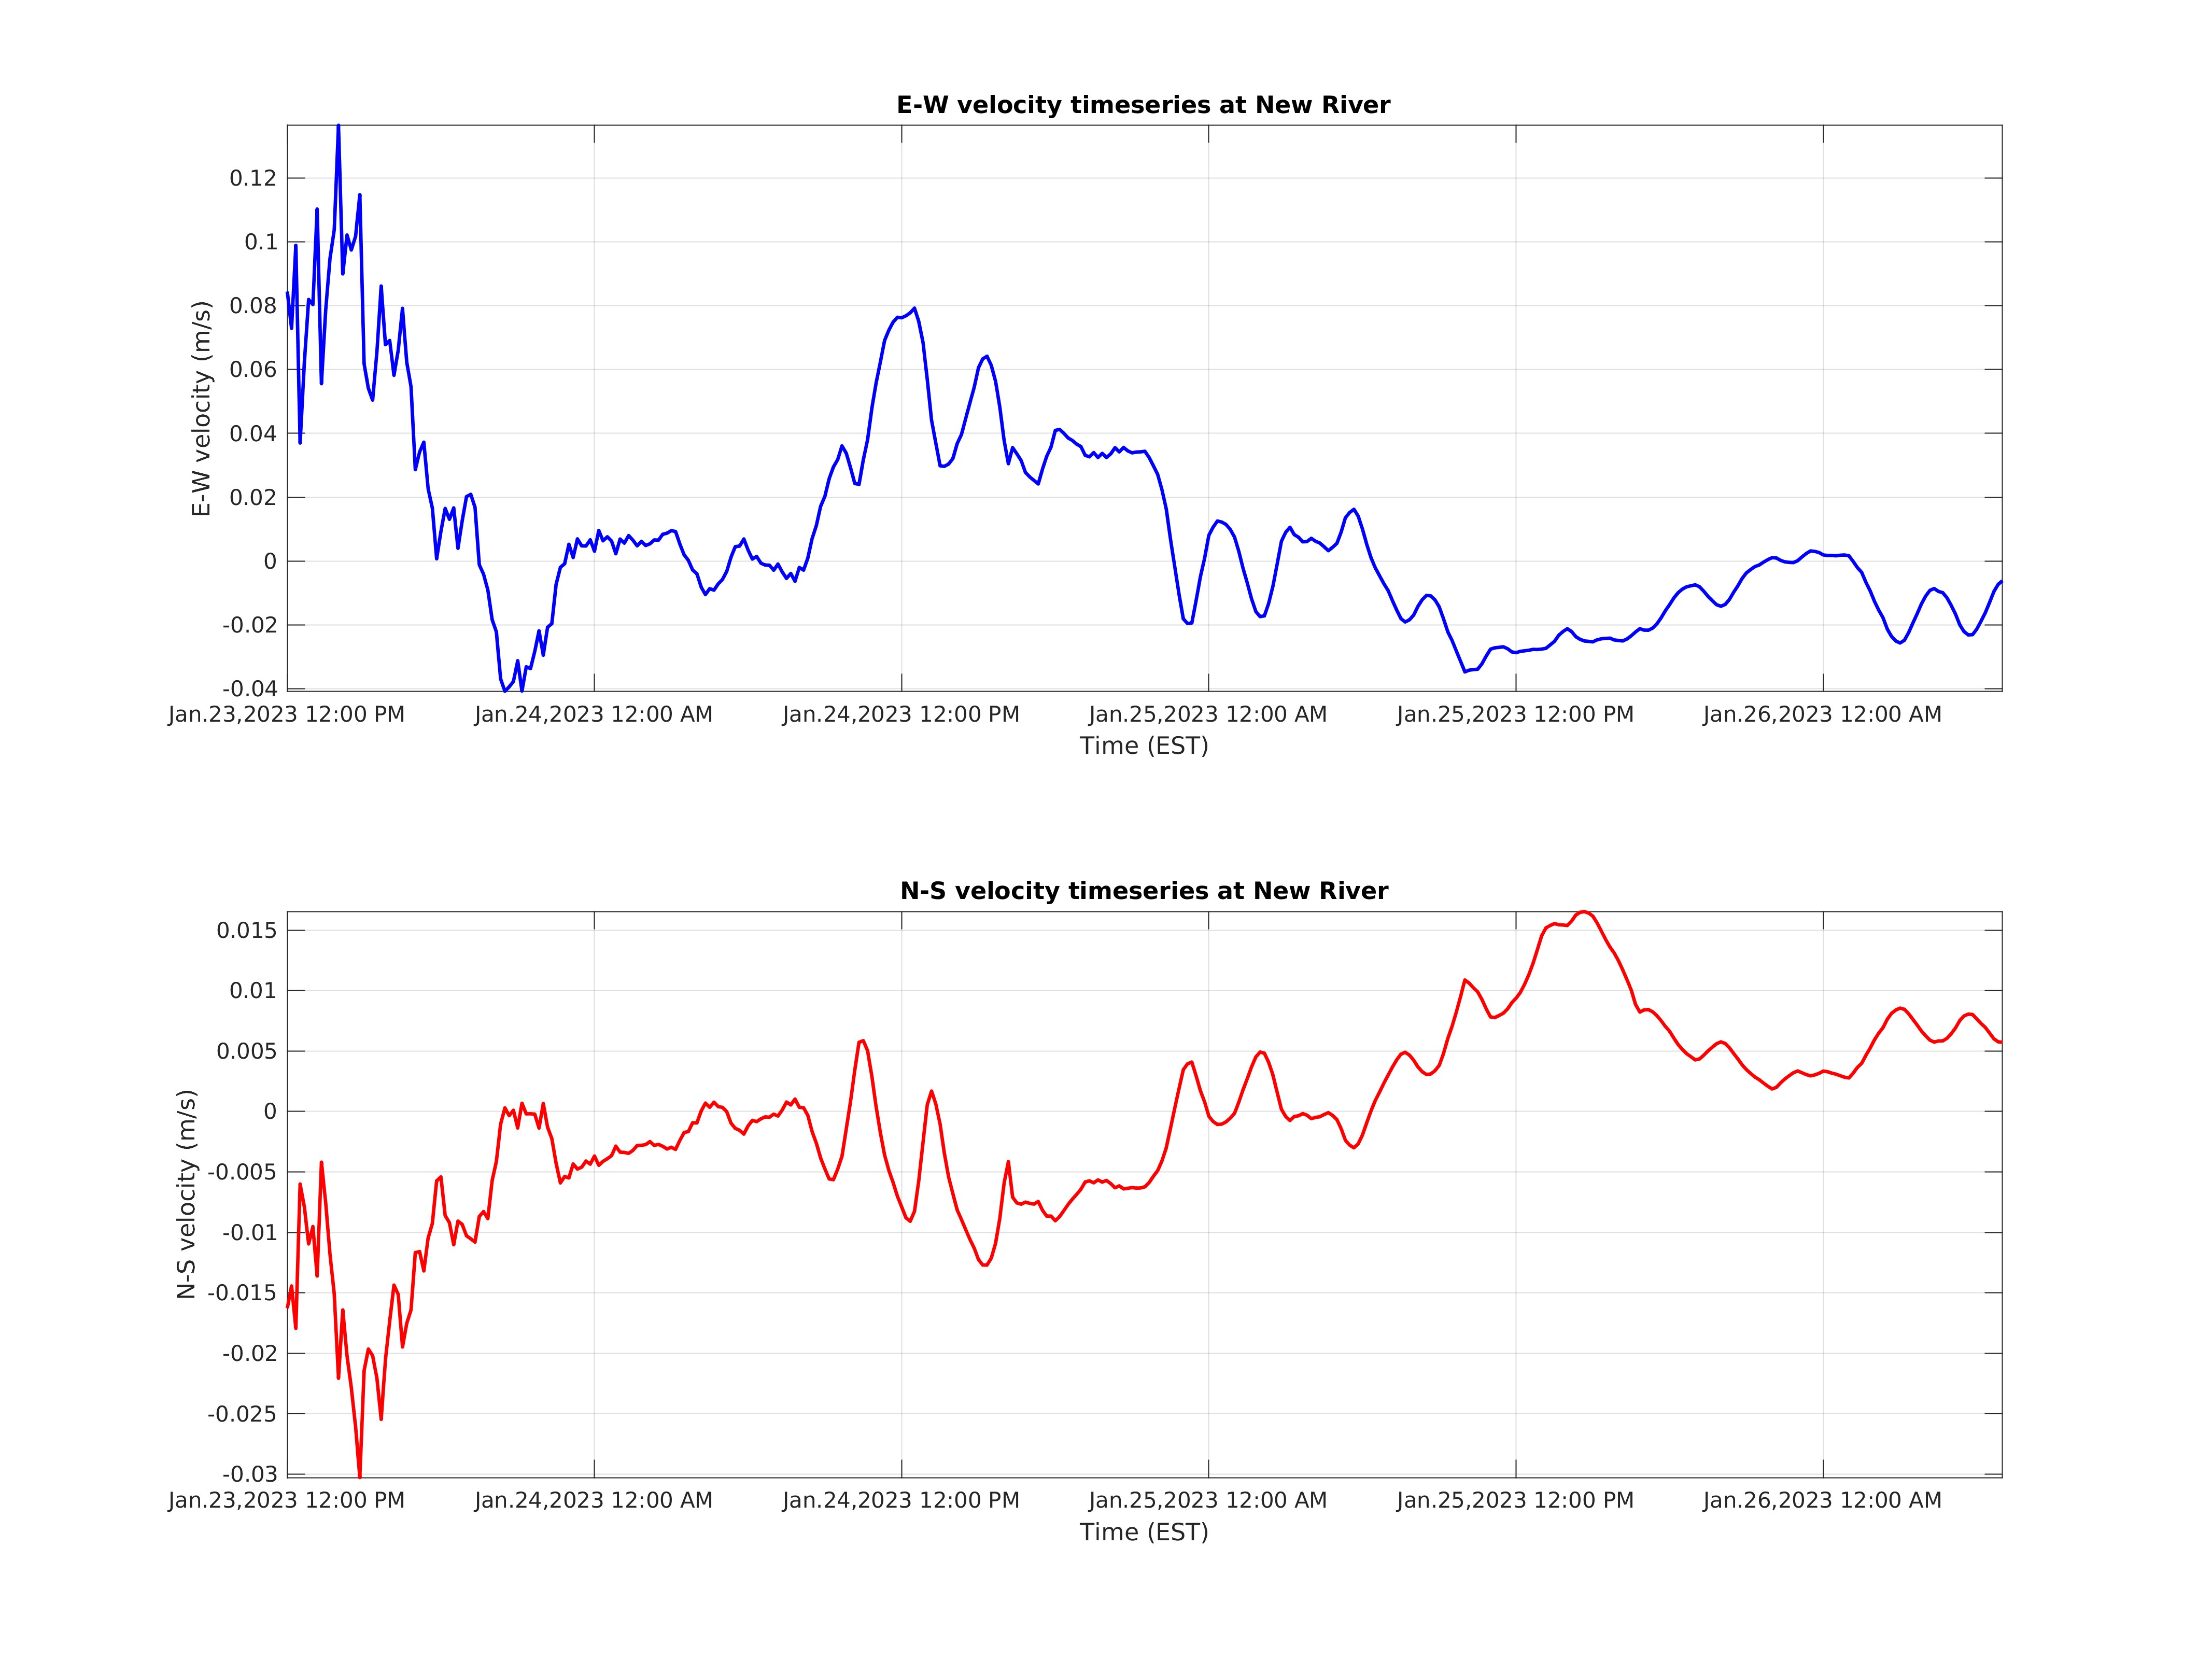 E-W velocity timeseries at New River
0.12
0.1
0.08
0.06
0.04
0.02
0
-0.02
-0.04
E-W velocity (m/s)
Jan.23,2023 12:00 PM Jan.24,2023 12:00 AM Jan.24,2023 12:00 PM Jan.25,2023 12:00 AM Jan.25,2023 12:00 PM Jan.26,2023 12:00 AM
Time (EST)
N-S velocity timeseries at New River
0.015
0.01
0.005
0
-0.005
-0.01
-0.015
-0.02
-0.025
-0.03
N-S velocity (m/s)
Jan.23,2023 12:00 PM Jan.24,2023 12:00 AM Jan.24,2023 12:00 PM Jan.25,2023 12:00 AM Jan.25,2023 12:00 PM Jan.26,2023 12:00 AM
Time (EST)